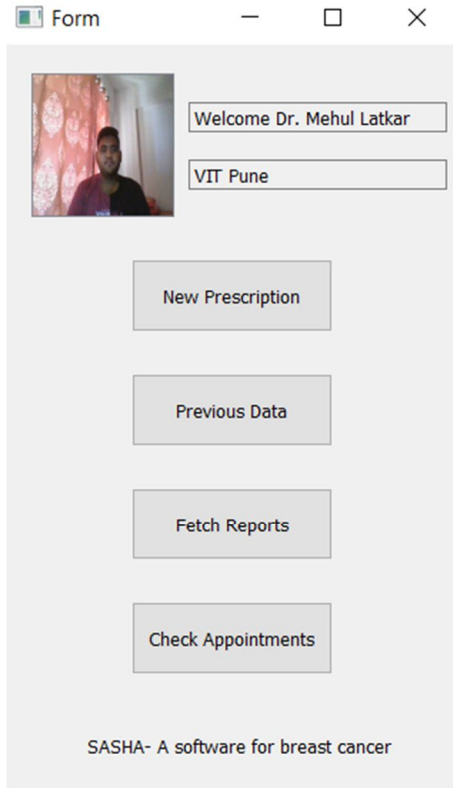 Form
Welcome Dr. Mehul Latkar
VIT Pune
New Prescription
Previous Data
Fetch Reports
Check Appointments
SASHA- A software for breast cancer